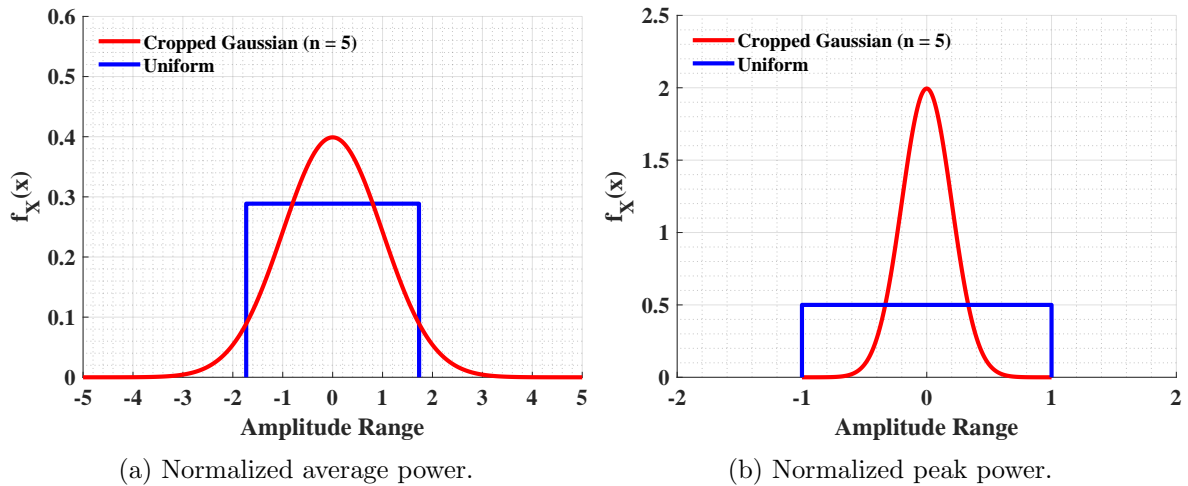 0.6
0.5
0.4
0.3
0.2
0.1
0
f_X(x)
Cropped Gaussian (n = 5)
Uniform
-5 -4 -3 -2 -1 0 1 2 3 4 5
Amplitude Range
(a) Normalized average power.
2.5
2
1.5
1
0.5
0
f_X(x)
Cropped Gaussian (n = 5)
Uniform
-2 -1 0 1 2
Amplitude Range
(b) Normalized peak power.